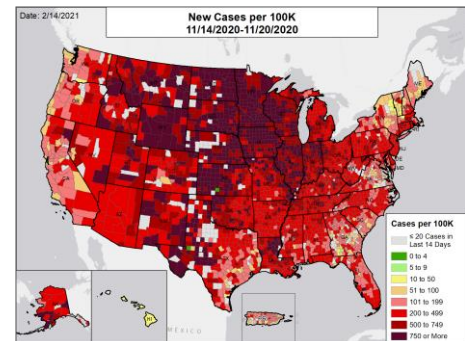 Date: 2/14/2021
New Cases per 100K
11/14/2020-11/20/2020
MÉXICO
Cases per 100K
≤ 20 Cases in
Last 14 Days
0 to 4
5 to 9
10 to 50
51 to 100
101 to 199
200 to 499
500 to 749
750 or More